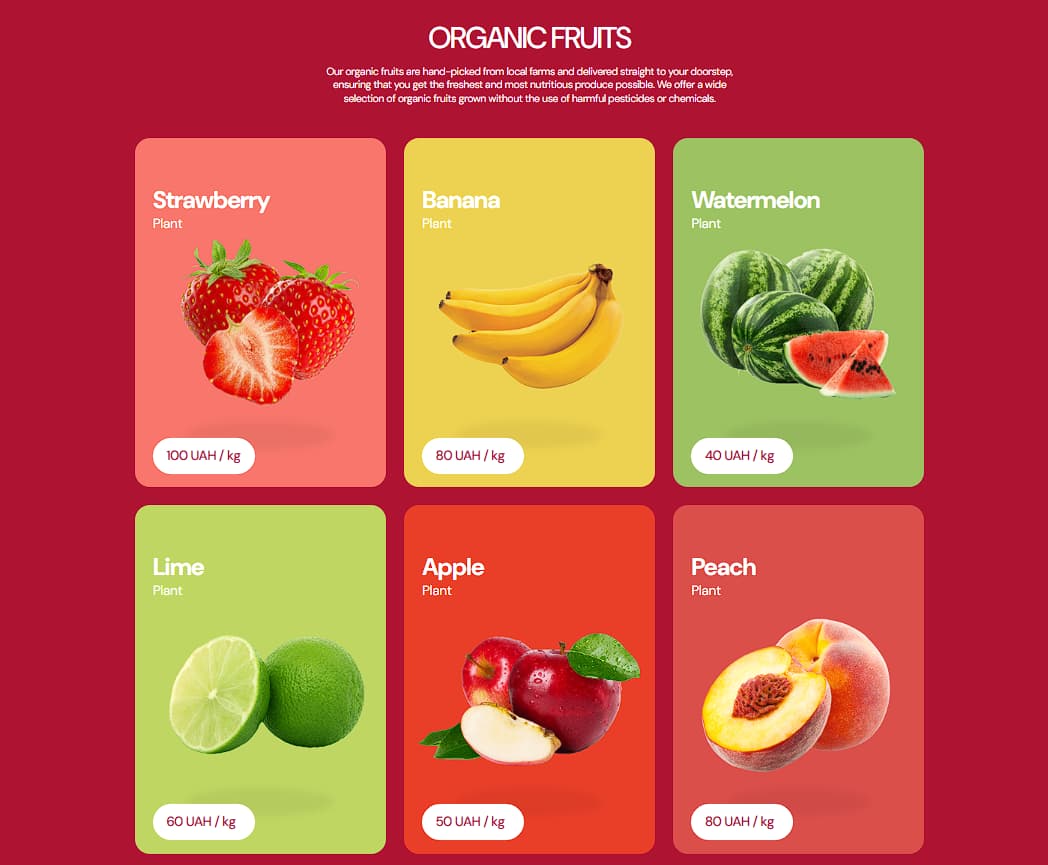 ORGANIC FRUITS
Our organic fruits are hand-picked from local farms and delivered straight to your doorstep,
ensuring that you get the freshest and most nutritious produce possible. We offer a wide
selection of organic fruits grown without the use of harmful pesticides or chemicals.
Strawberry
Plant
100 UAH / kg
Banana
Plant
80 UAH / kg
Watermelon
Plant
40 UAH / kg
Lime
Plant
60 UAH / kg
Apple
Plant
50 UAH / kg
Peach
Plant
80 UAH / kg